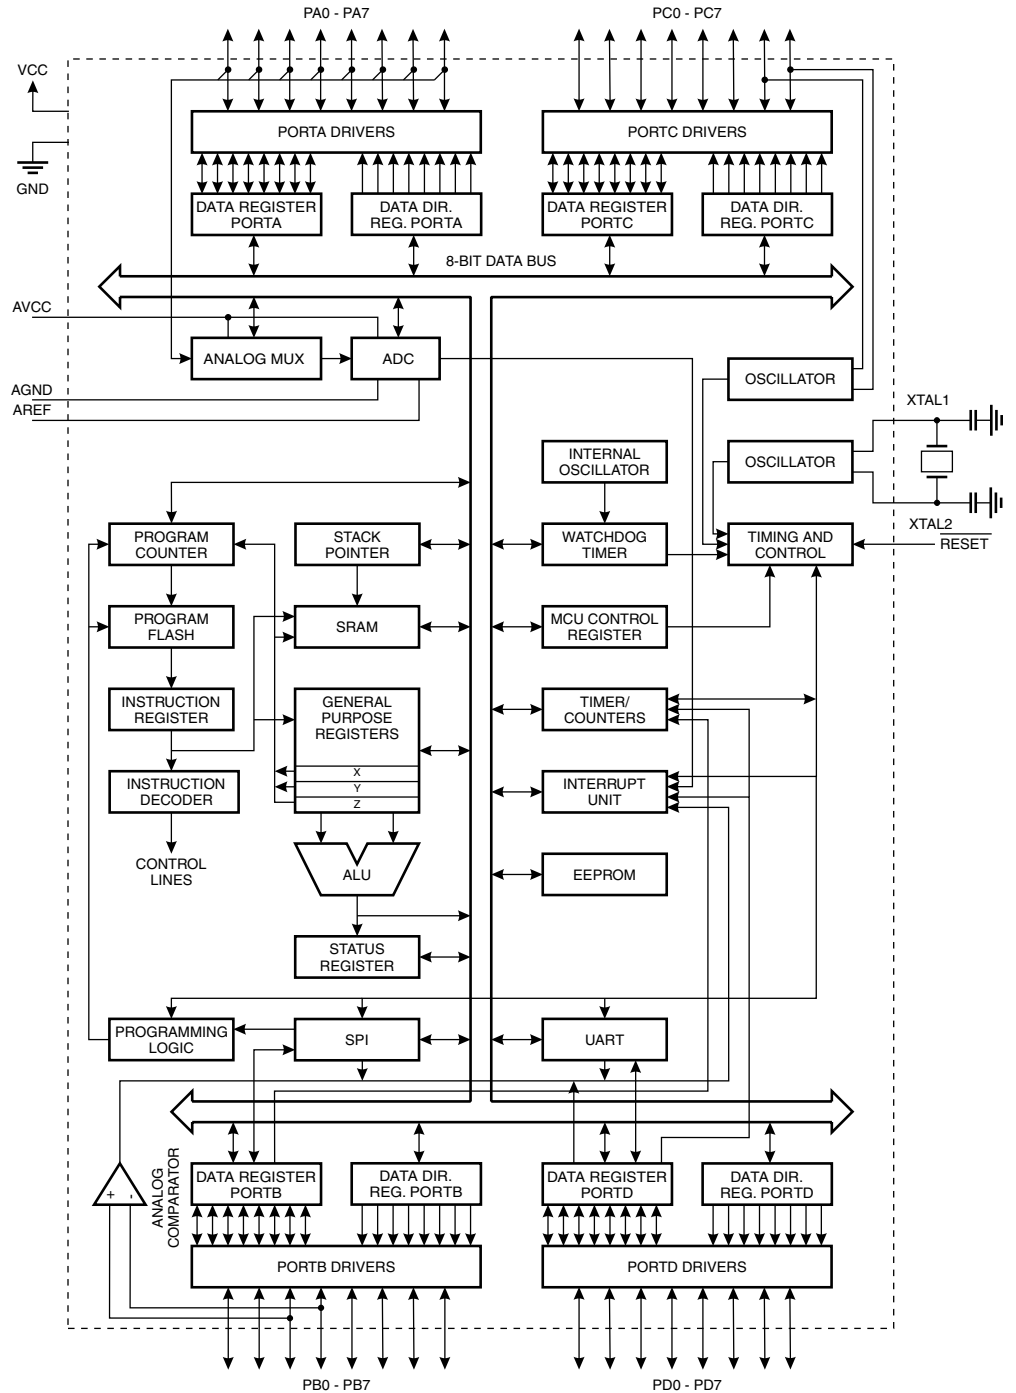 PA0 - PA7
PC0 - PC7
VCC
GND
PORTA DRIVERS
PORTC DRIVERS
DATA REGISTER
PORTA
DATA DIR.
REG. PORTA
DATA REGISTER
PORTC
DATA DIR.
REG. PORTC
8-BIT DATA BUS
AVCC
ANALOG MUX
ADC
AGND
AREF
OSCILLATOR
XTAL1
INTERNAL
OSCILLATOR
OSCILLATOR
XTAL2
RESET
PROGRAM
COUNTER
STACK
POINTER
WATCHDOG
TIMER
TIMING AND
CONTROL
PROGRAM
FLASH
SRAM
MCU CONTROL
REGISTER
INSTRUCTION
REGISTER
GENERAL
PURPOSE
REGISTERS
X
Y
Z
TIMER/
COUNTERS
INSTRUCTION
DECODER
INTERRUPT
UNIT
CONTROL
LINES
ALU
EEPROM
STATUS
REGISTER
PROGRAMMING
LOGIC
SPI
UART
+
-
ANALOG
COMPARATOR
DATA REGISTER
PORTB
DATA DIR.
REG. PORTB
DATA REGISTER
PORTD
DATA DIR.
REG. PORTD
PORTB DRIVERS
PORTD DRIVERS
PB0 - PB7
PD0 - PD7